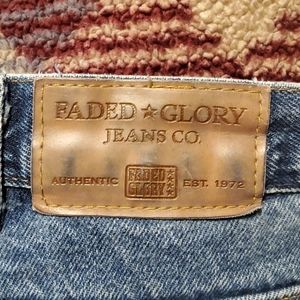 FADED★GLORY
JEANS CO.
AUTHENTIC FADED GLORY EST. 1972